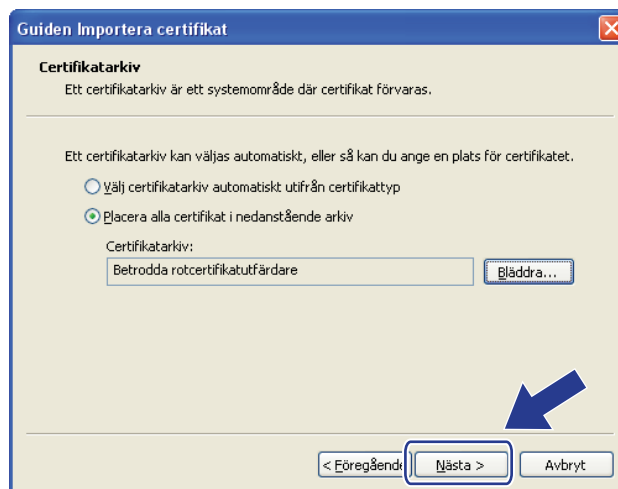 Guiden Importera certifikat
Certifikatarkiv
Ett certifikatarkiv är ett systemområde där certifikat förvaras.
Ett certifikatarkiv kan väljas automatiskt, eller så kan du ange en plats för certifikatet.
Välj certifikatarkiv automatiskt utifrån certifikattyp
Placera alla certifikat i nedanstående arkiv
Certifikatarkiv:
Betrodda rotcertifikatutfärdare Bläddra...
< Föregående Nästa > Avbryt